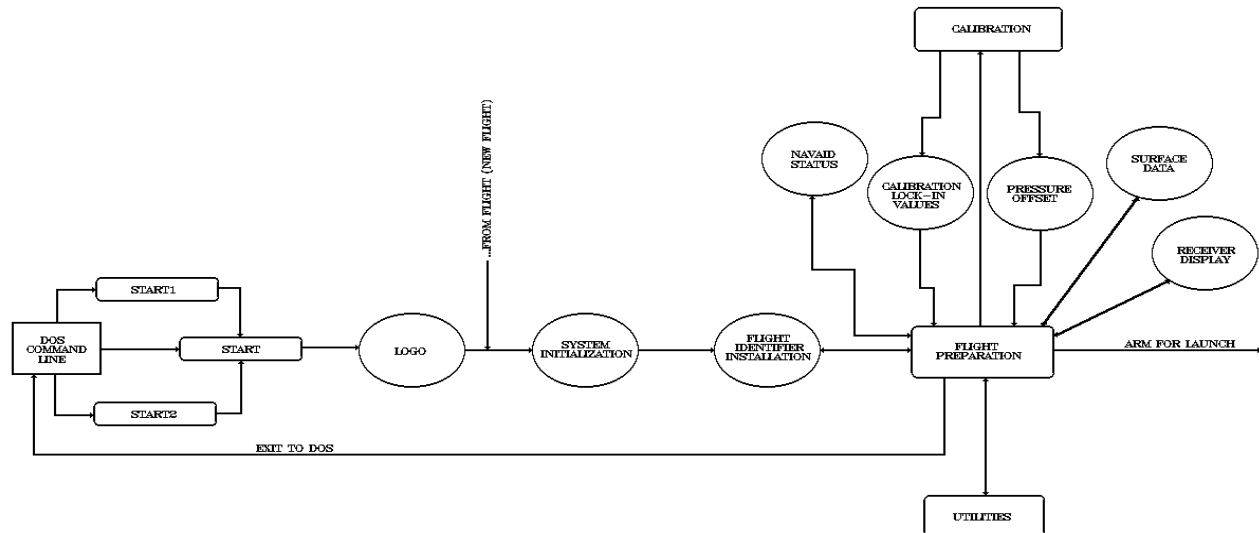 CALIBRATION
...FROM FLIGHT (NEW FLIGHT)
NAVAID
STATUS
CALIBRATION
LOCK-IN
VALUES
PRESSURE
OFFSET
SURFACE
DATA
RECEIVER
DISPLAY
START1
DOS
COMMAND
LINE
START
LOGO
SYSTEM
INITIALIZATION
FLIGHT
IDENTIFIER
INSTALLATION
FLIGHT
PREPARATION
ARM FOR LAUNCH
START2
EXIT TO DOS
UTILITIES